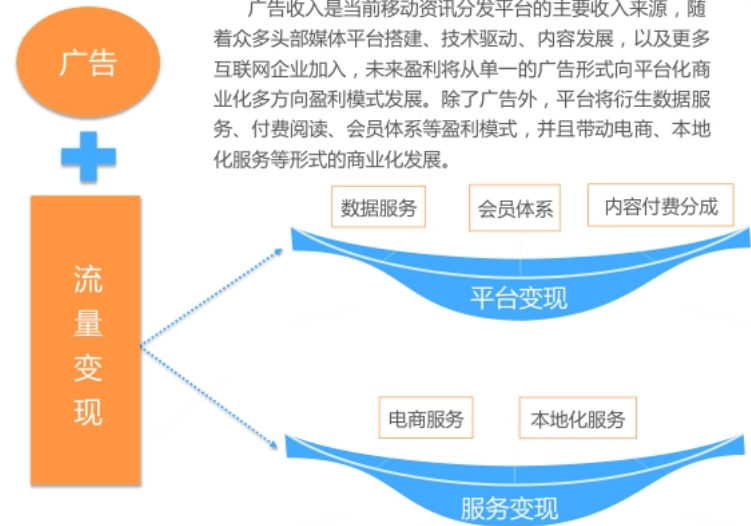 广告收入是当前移动资讯分发平台的主要收入来源，随
着众多头部媒体平台搭建、技术驱动、内容发展，以及更多
互联网企业加入，未来盈利将从单一的广告形式向平台化商
业化多方向盈利模式发展。除了广告外，平台将衍生数据服
务、付费阅读、会员体系等盈利模式，并且带动电商、本地
化服务等形式的商业化发展。
广告
流量变现
数据服务
会员体系
内容付费分成
平台变现
电商服务
本地化服务
服务变现